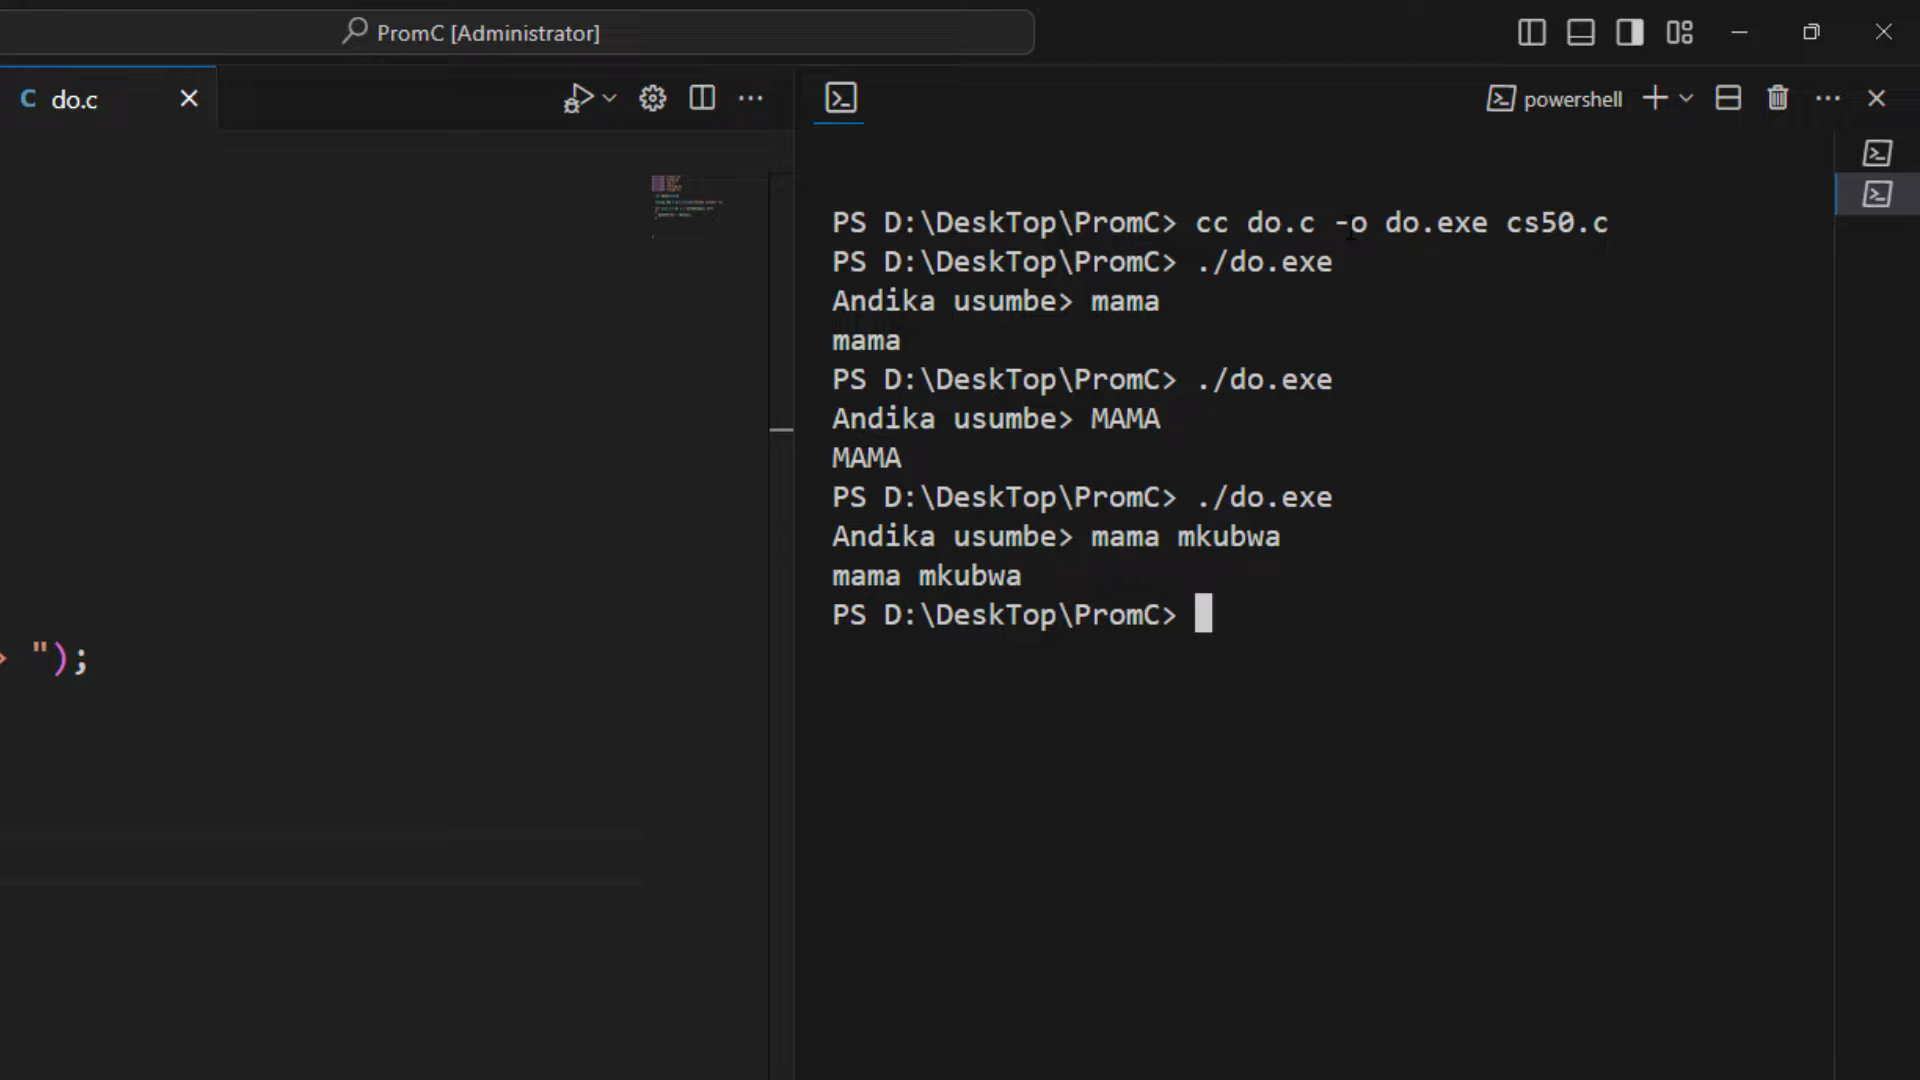 PromC [Administrator]
C do.c
powershell
PS D:\DeskTop\PromC> cc do.c -o do.exe cs50.c
PS D:\DeskTop\PromC> ./do.exe
Andika usumbe> mama
mama
PS D:\DeskTop\PromC> ./do.exe
Andika usumbe> MAMA
MAMA
PS D:\DeskTop\PromC> ./do.exe
Andika usumbe> mama mkubwa
mama mkubwa
PS D:\DeskTop\PromC>
> ");